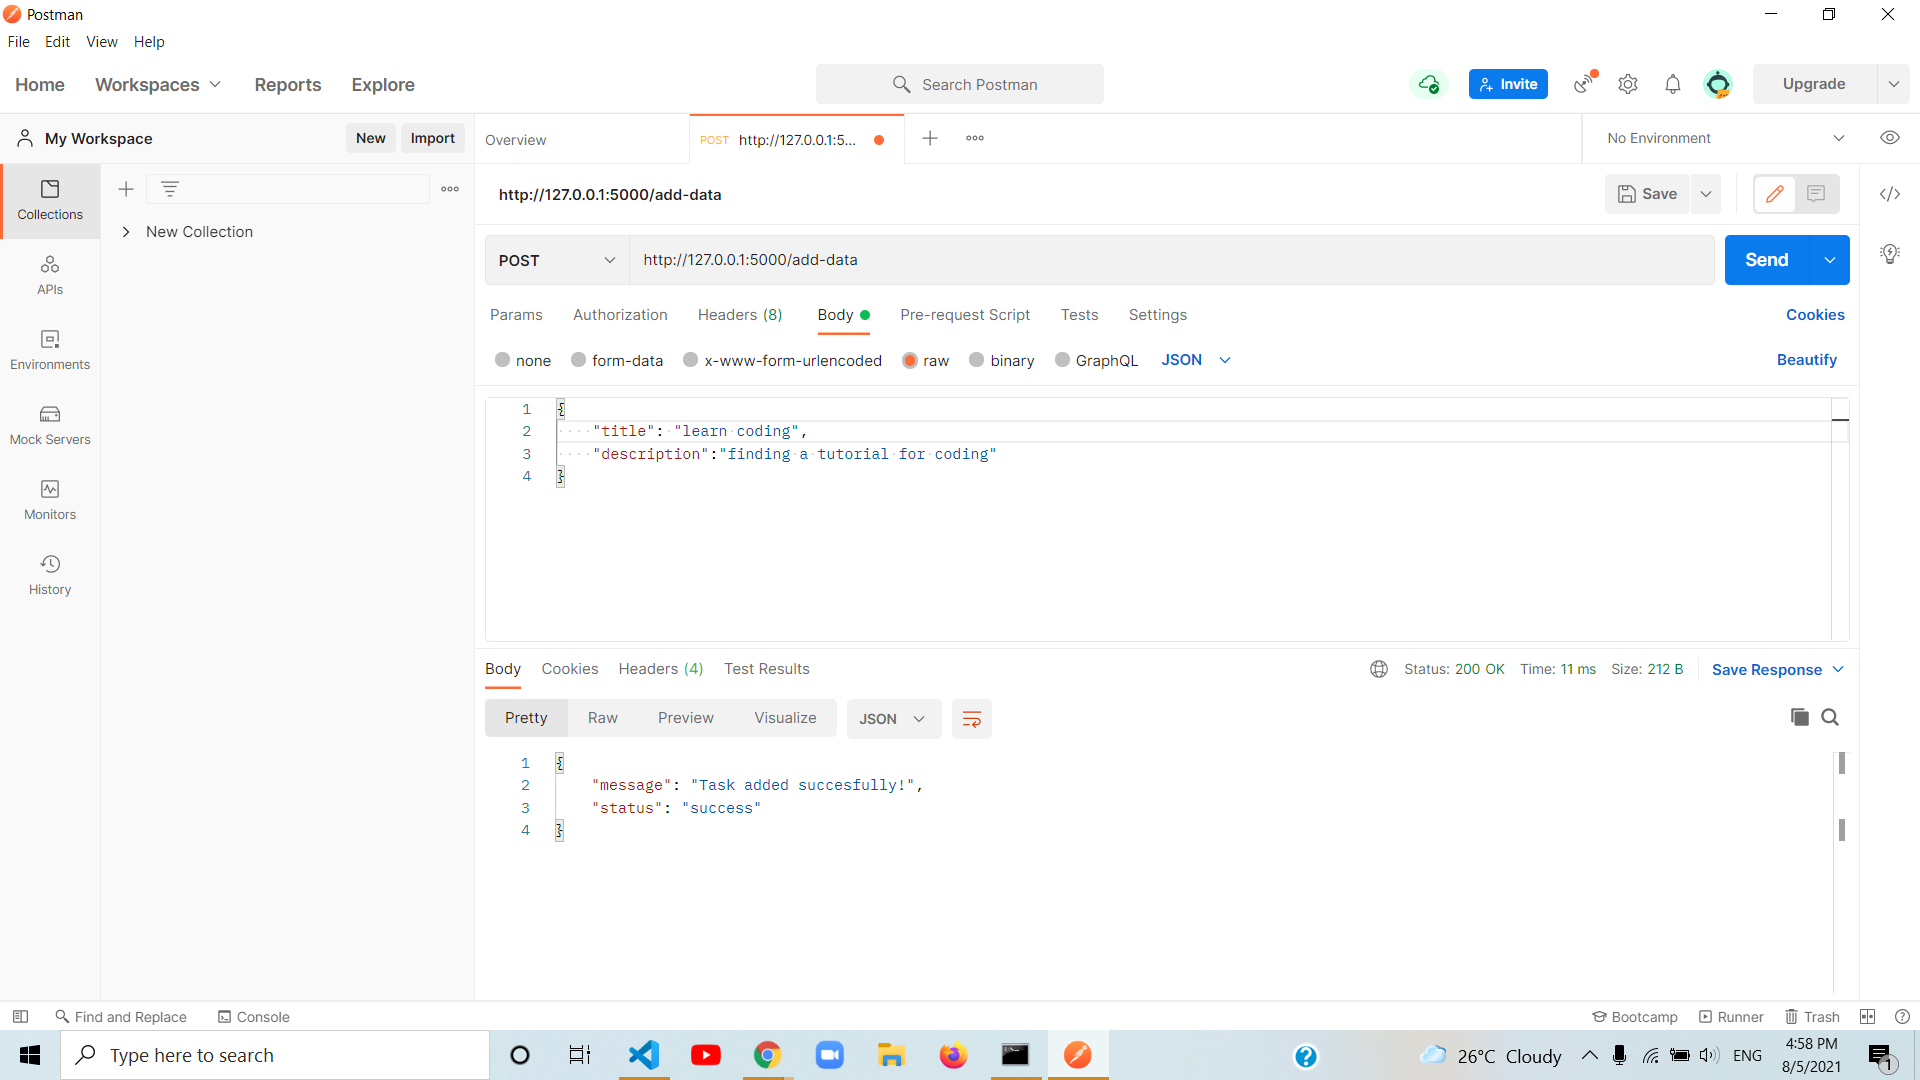 Postman
File Edit View Help
Home Workspaces Reports Explore Search Postman Invite Upgrade
My Workspace New Import Overview POST http://127.0.0.1:5... No Environment
Collections
APIs
Environments
Mock Servers
Monitors
History
New Collection
http://127.0.0.1:5000/add-data Save
POST http://127.0.0.1:5000/add-data Send
Params Authorization Headers (8) Body Pre-request Script Tests Settings Cookies
none form-data x-www-form-urlencoded raw binary GraphQL JSON Beautify
1 {
2 "title": "learn coding",
3 "description":"finding a tutorial for coding"
4 }
Body Cookies Headers (4) Test Results Status: 200 OK Time: 11 ms Size: 212 B Save Response
Pretty Raw Preview Visualize JSON
1 {
2 "message": "Task added succesfully!",
3 "status": "success"
4 }
Find and Replace Console Bootcamp Runner Trash
Type here to search 26°C Cloudy ENG 4:58 PM
8/5/2021
1